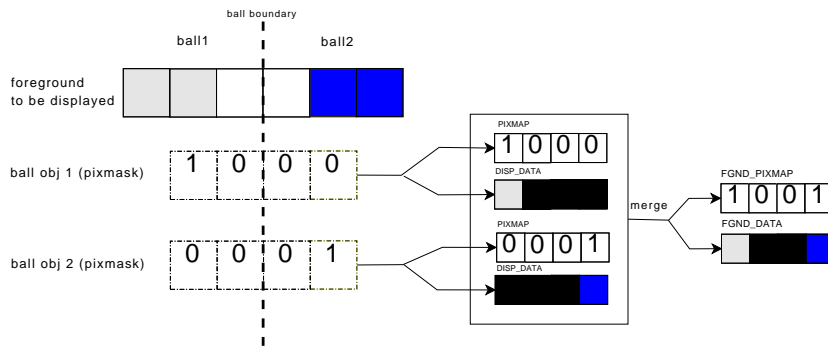 ball boundary
ball1
ball2
foreground
to be displayed
PIXMAP
1 0 0 0
ball obj 1 (pixmask)
1 0 0 0
DISP_DATA
FGND_PIXMAP
1 0 0 1
merge
FGND_DATA
PIXMAP
0 0 0 1
ball obj 2 (pixmask)
0 0 0 1
DISP_DATA